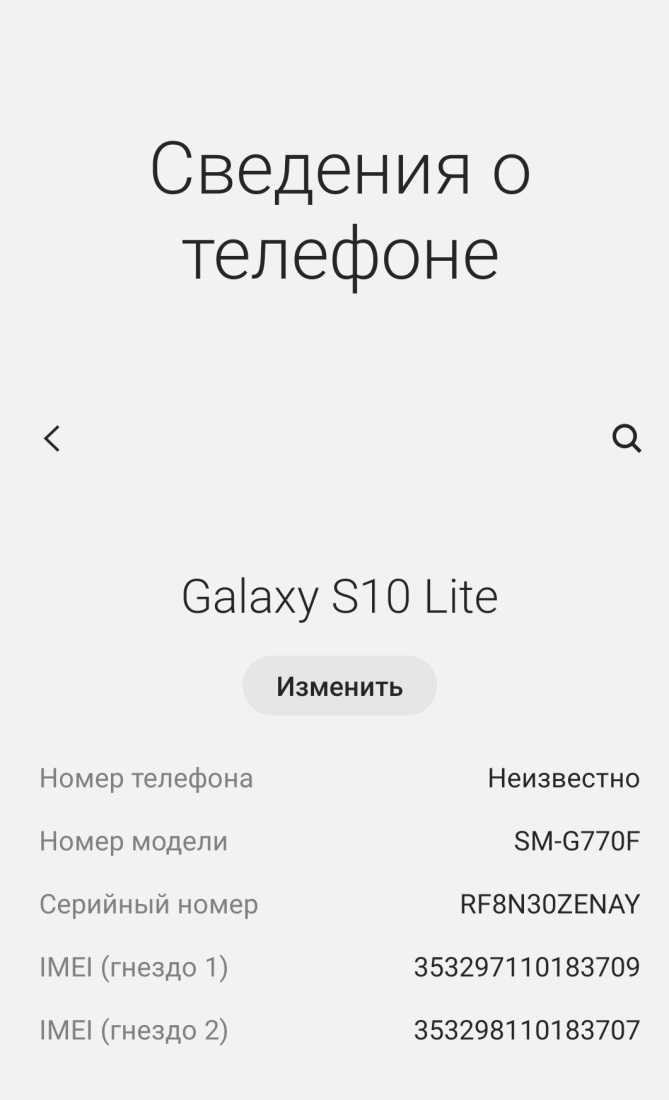 Сведения о
телефоне
Galaxy S10 Lite
Изменить
Номер телефона Неизвестно
Номер модели SM-G770F
Серийный номер RF8N30ZENAY
IMEI (гнездо 1) 353297110183709
IMEI (гнездо 2) 353298110183707